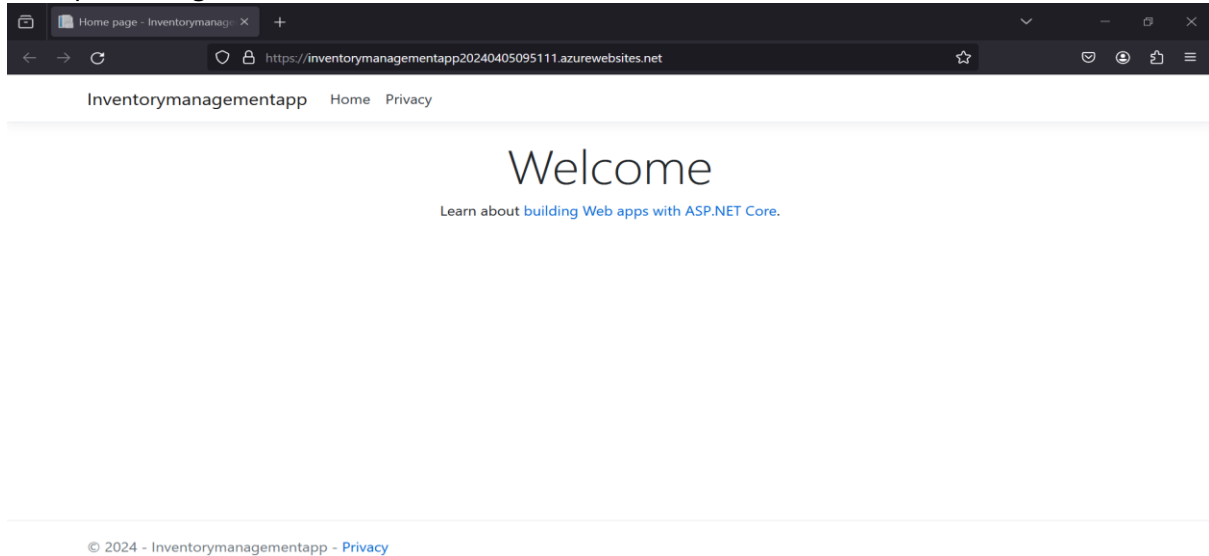 Home page - Inventorymanage
https://inventorymanagementapp20240405095111.azurewebsites.net
Inventorymanagementapp Home Privacy
Welcome
Learn about building Web apps with ASP.NET Core.
© 2024 - Inventorymanagementapp - Privacy